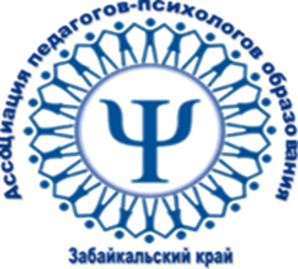 Ассоциация педагогов-психологов образования
Ψ
Забайкальский край